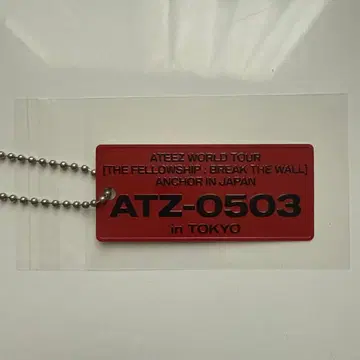 ATEEZ WORLD TOUR
[THE FELLOWSHIP : BREAK THE WALL]
ANCHOR IN JAPAN
ATZ-0503
in TOKYO